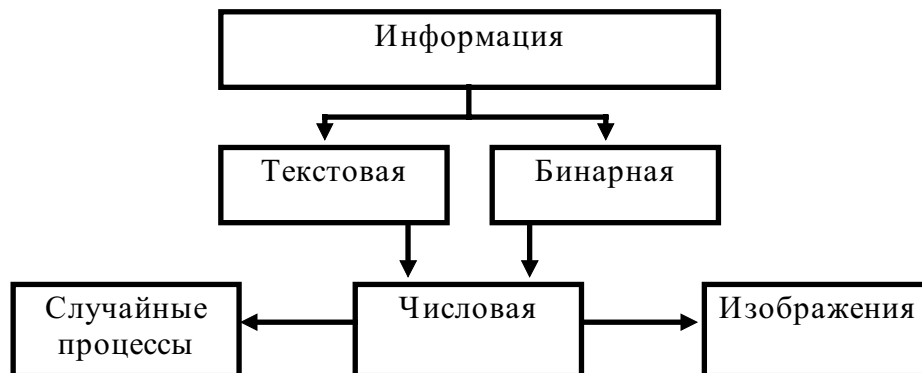 Информация
Текстовая
Бинарная
Случайные
процессы
Числовая
Изображения